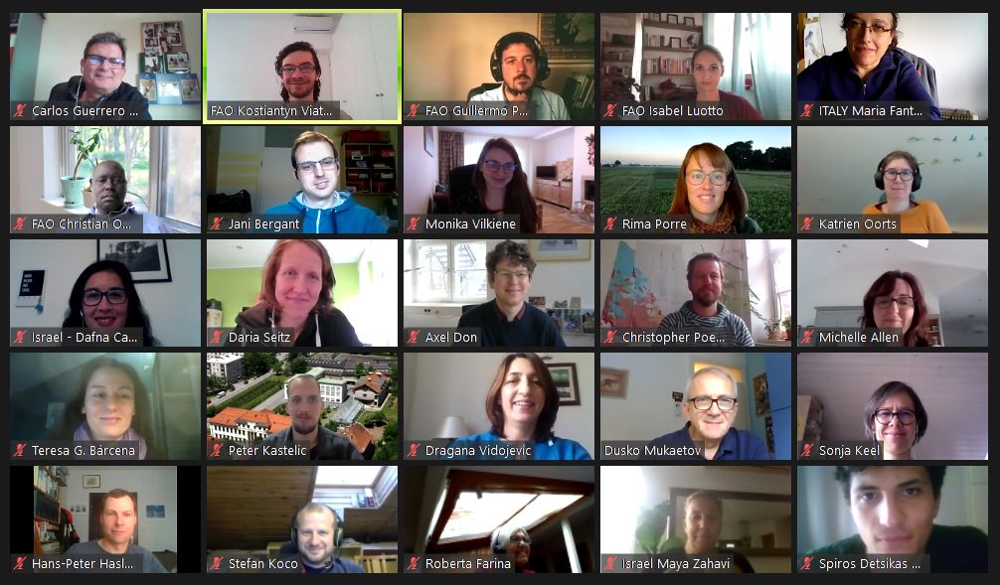 Carlos Guerrero ...
FAO Kostiantyn Viat...
FAO Guillermo P...
FAO Isabel Luotto
ITALY Maria Fant...
FAO Christian O...
Jani Bergant
Monika Vilkiene
Rima Porre
Katrien Oorts
Israel - Dafna Ca...
Daria Seitz
Axel Don
Christopher Poe...
Michelle Allen
Teresa G. Bárcena
Peter Kastelic
Dragana Vidojevic
Dusko Mukaetov
Sonja Keel
Hans-Peter Hasl...
Stefan Koco
Roberta Farina
Israel Maya Zahavi
Spiros Detsikas ...